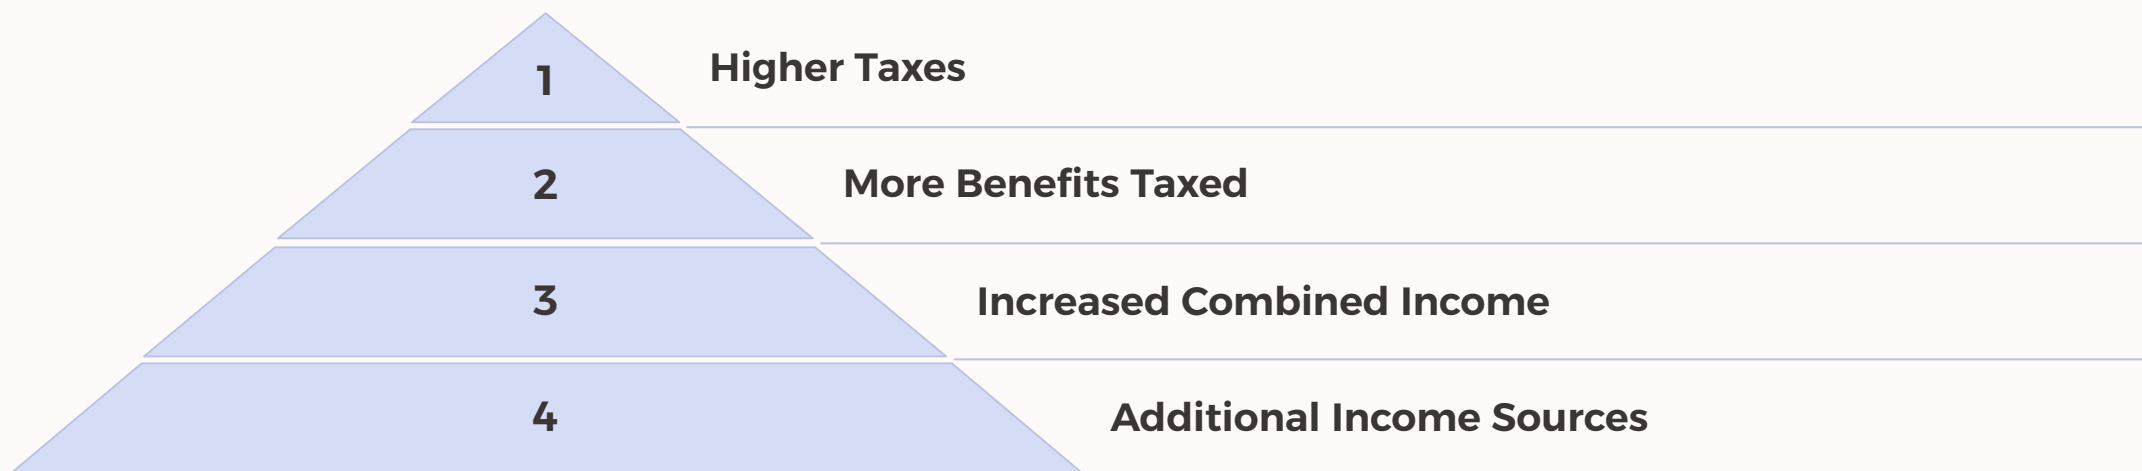 1
Higher Taxes
2
More Benefits Taxed
3
Increased Combined Income
4
Additional Income Sources